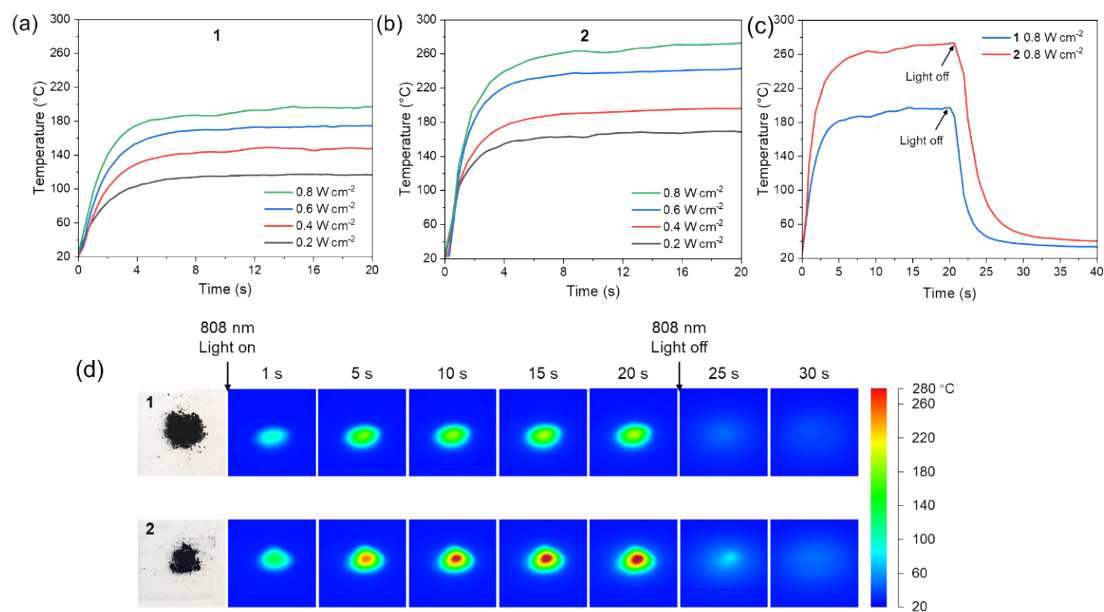 (a)
1
Temperature (°C)
300
260
220
180
140
100
60
20
0.8 W cm⁻²
0.6 W cm⁻²
0.4 W cm⁻²
0.2 W cm⁻²
0 4 8 12 16 20
Time (s)
(b)
2
Temperature (°C)
300
260
220
180
140
100
60
20
0.8 W cm⁻²
0.6 W cm⁻²
0.4 W cm⁻²
0.2 W cm⁻²
0 4 8 12 16 20
Time (s)
(c)
Temperature (°C)
300
260
220
180
140
100
60
20
1 0.8 W cm⁻²
2 0.8 W cm⁻²
Light off
Light off
0 5 10 15 20 25 30 35 40
Time (s)
(d)
808 nm
Light on
808 nm
Light off
1 s 5 s 10 s 15 s 20 s 25 s 30 s
1
2
280 °C
260
220
180
140
100
60
20